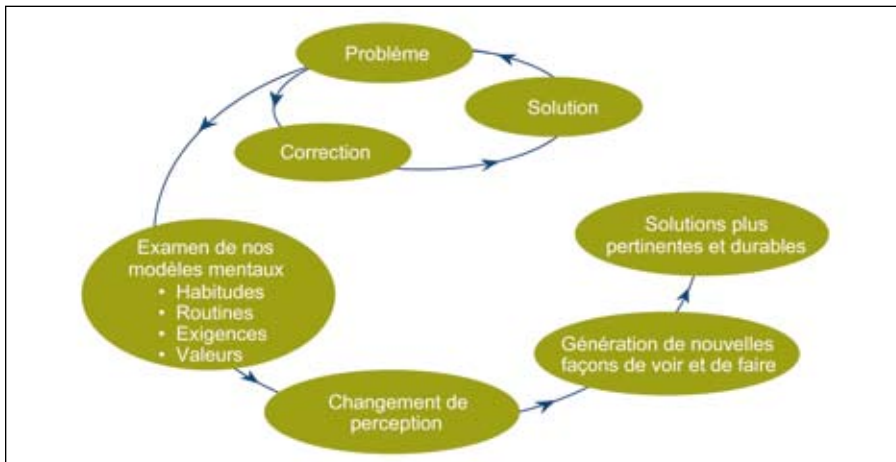 Problème
Solution
Correction
Examen de nos
modèles mentaux
• Habitudes
• Routines
• Exigences
• Valeurs
Solutions plus
pertinentes et durables
Génération de nouvelles
façons de voir et de faire
Changement de
perception